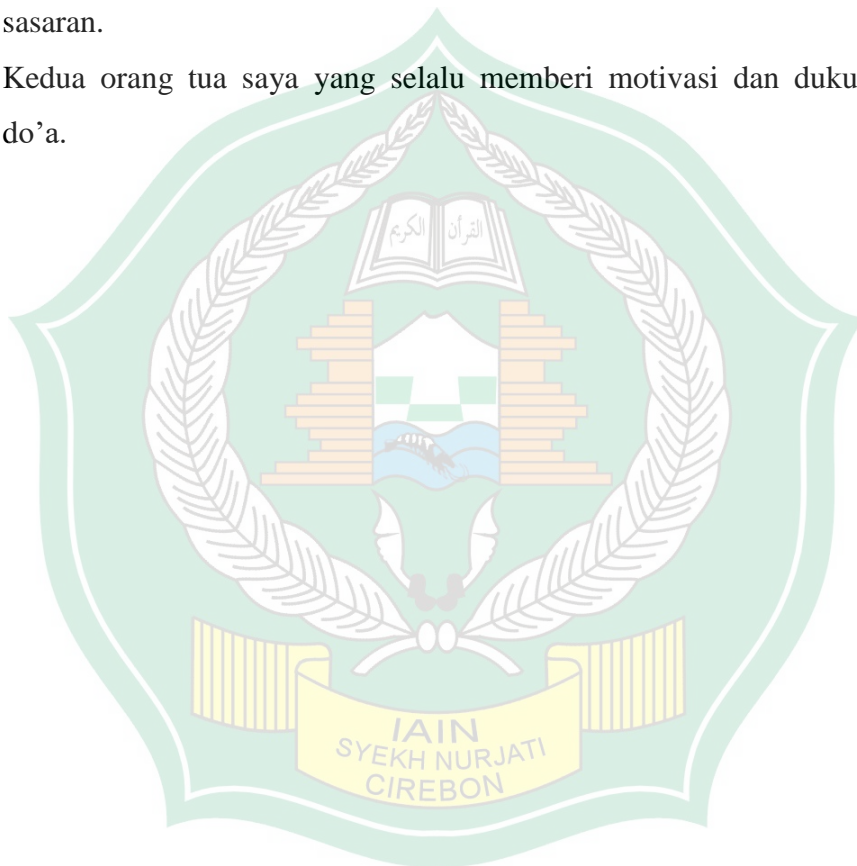 sasaran.
Kedua orang tua saya yang selalu memberi motivasi dan duku
do’a.
القرآن الكريم
IAIN
SYEKH NURJATI
CIREBON